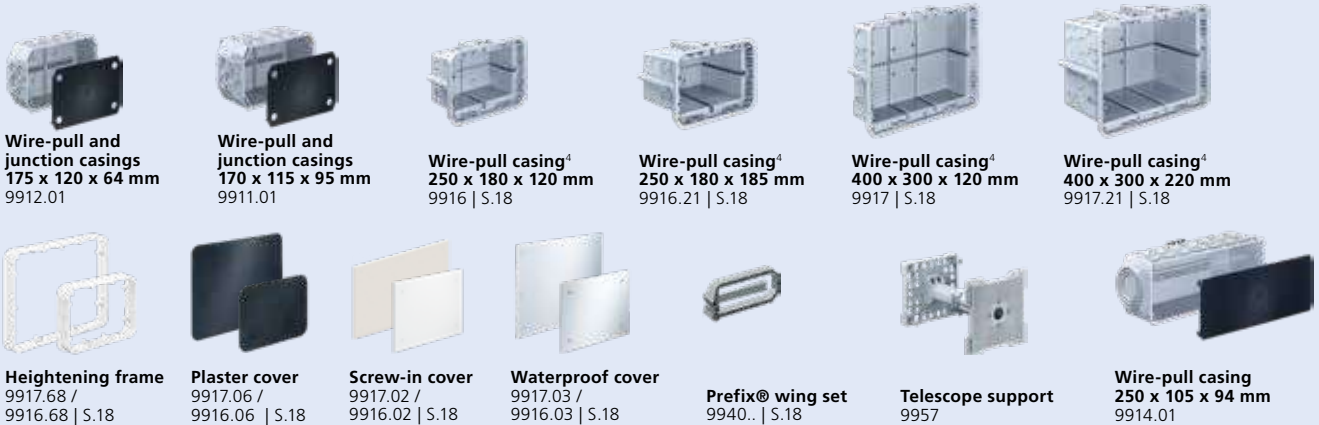 Wire-pull and
junction casings
175 x 120 x 64 mm
9912.01
Wire-pull and
junction casings
170 x 115 x 95 mm
9911.01
Wire-pull casing⁴
250 x 180 x 120 mm
9916 | S.18
Wire-pull casing⁴
250 x 180 x 185 mm
9916.21 | S.18
Wire-pull casing⁴
400 x 300 x 120 mm
9917 | S.18
Wire-pull casing⁴
400 x 300 x 220 mm
9917.21 | S.18
Heightening frame
9917.68 /
9916.68 | S.18
Plaster cover
9917.06 /
9916.06 | S.18
Screw-in cover
9917.02 /
9916.02 | S.18
Waterproof cover
9917.03 /
9916.03 | S.18
Prefix® wing set
9940.. | S.18
Telescope support
9957
Wire-pull casing
250 x 105 x 94 mm
9914.01